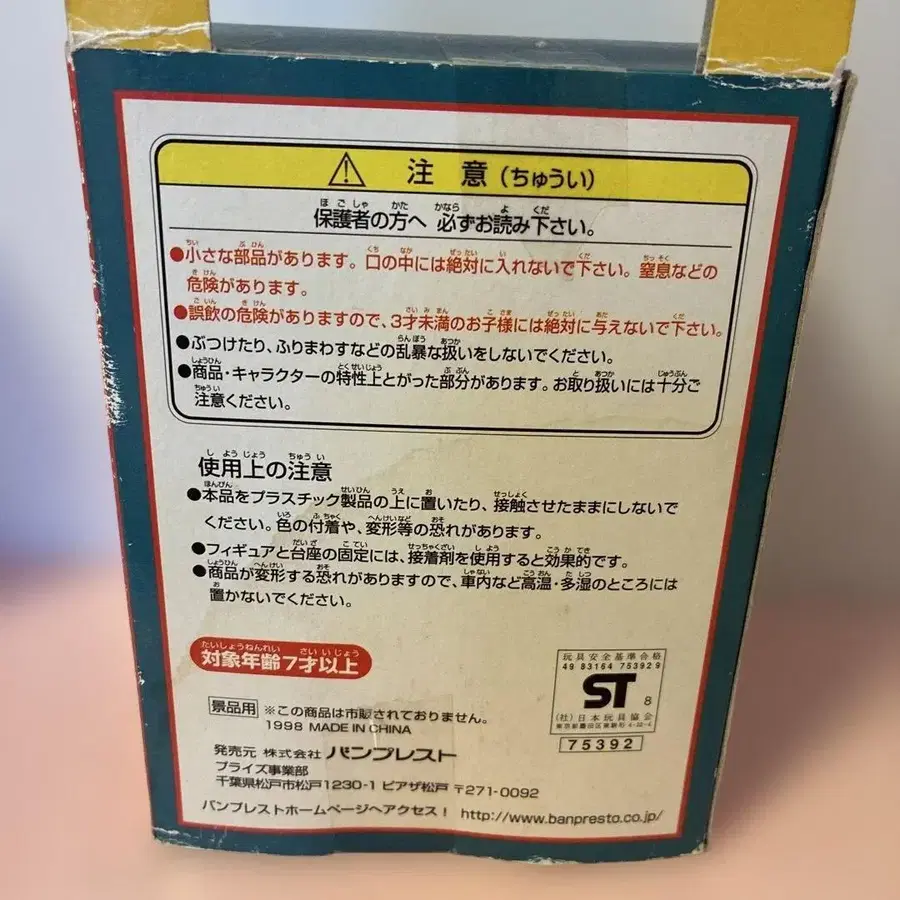 注意(ちゅうい)
保護者の方へ 必ずお読み下さい。
●小さな部品があります。口の中には絶対に入れないで下さい。窒息などの
危険があります。
●誤飲の危険がありますので、3才未満のお子様には絶対に与えないで下さい。
●ぶつけたり、ふりまわすなどの乱暴な扱いをしないでください。
●商品・キャラクターの特性上とがった部分があります。お取り扱いには十分ご
注意ください。
使用上の注意
●本品をプラスチック製品の上に置いたり、接触させたままにしないで
ください。色の付着や、変形等の恐れがあります。
●フィギュアと台座の固定には、接着剤を使用すると効果的です。
●商品が変形する恐れがありますので、車内など高温・多湿のところには
置かないでください。
対象年齢7才以上
玩具安全基準合格
49 83164 753929
ST 8
(社)日本玩具協会
東京都墨田区東駒形4-22-4
75392
景品用 ※この商品は市販されておりません。
1998 MADE IN CHINA
発売元 株式会社 バンプレスト
プライズ事業部
千葉県松戸市松戸1230-1 ピアザ松戸 〒271-0092
バンプレストホームページへアクセス! http://www.banpresto.co.jp/